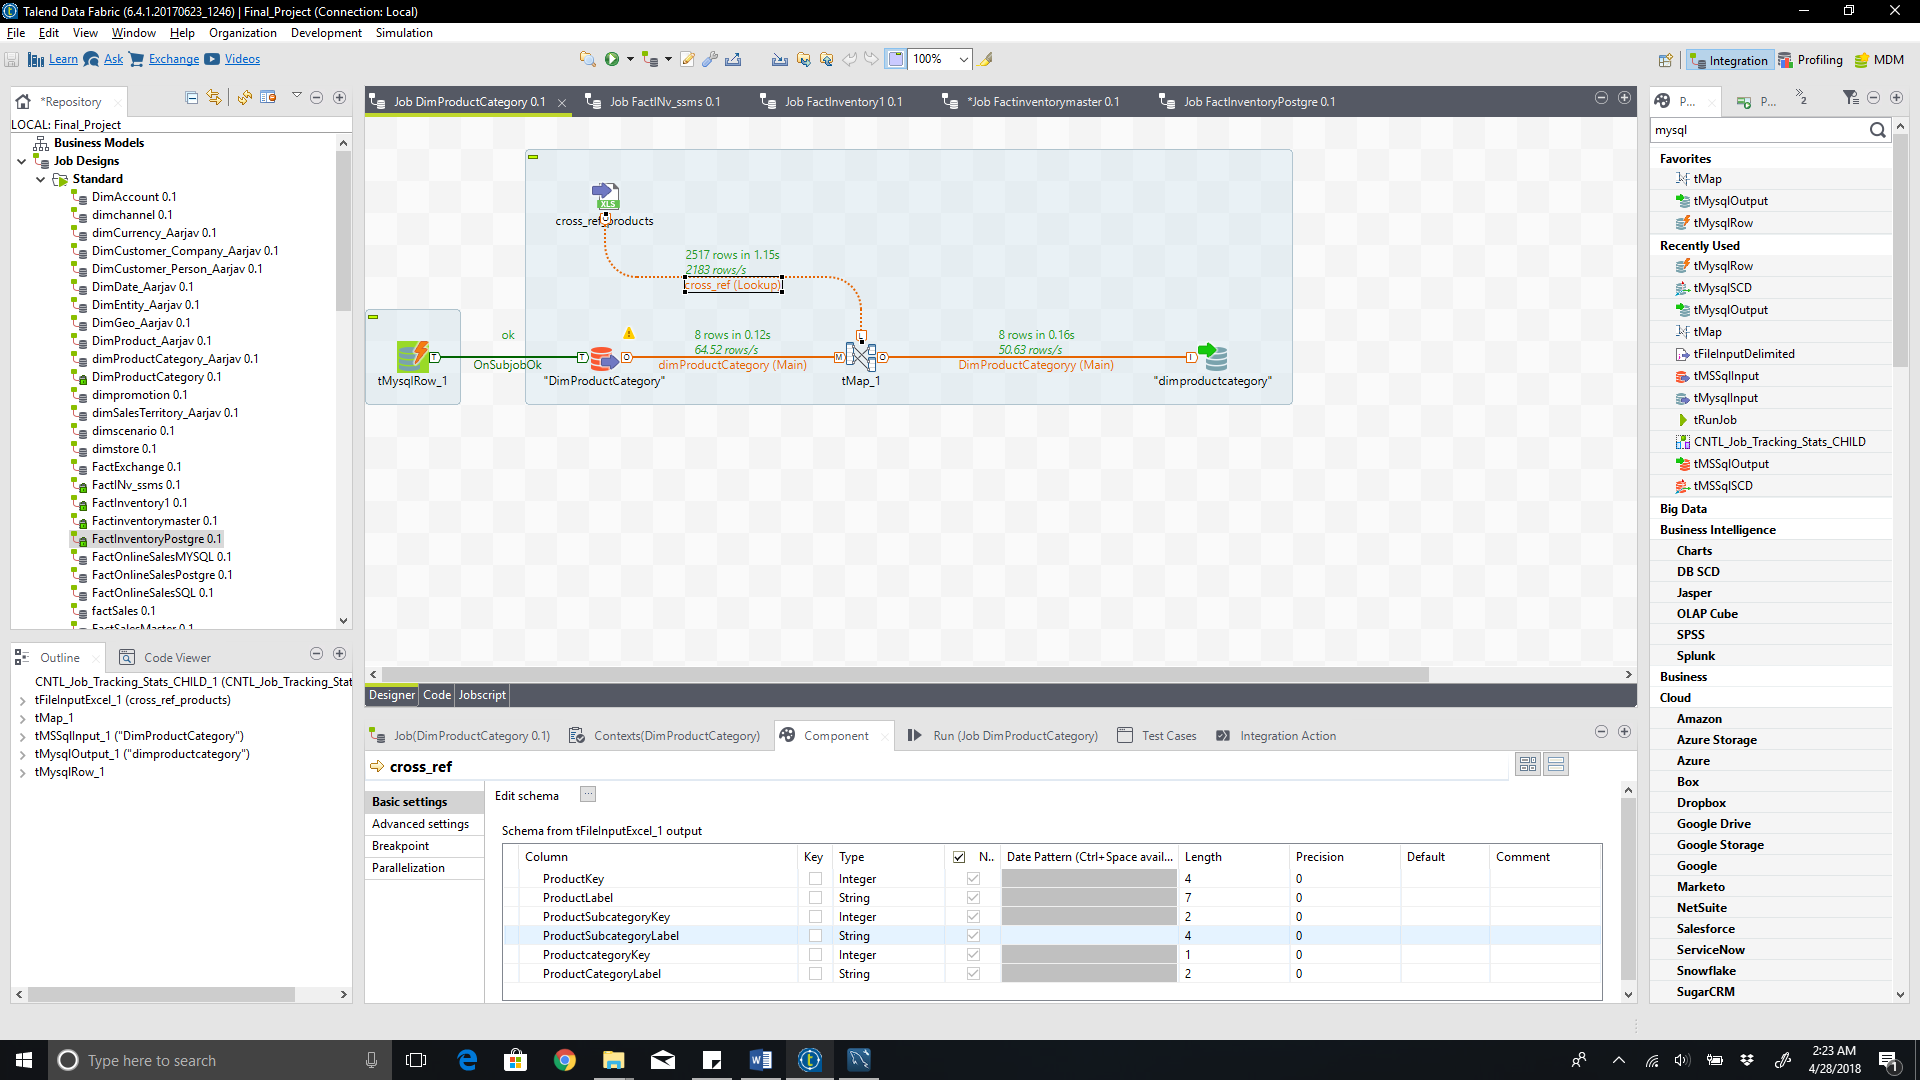 Talend Data Fabric (6.4.1.20170623_1246) | Final_Project (Connection: Local)
File Edit View Window Help Organization Development Simulation
Learn Ask Exchange Videos
100%
Integration Profiling MDM
*Repository
LOCAL: Final_Project
Business Models
Job Designs
Standard
DimAccount 0.1
dimchannel 0.1
dimCurrency_Aarjav 0.1
DimCustomer_Company_Aarjav 0.1
DimCustomer_Person_Aarjav 0.1
DimDate_Aarjav 0.1
DimEntity_Aarjav 0.1
DimGeo_Aarjav 0.1
DimProduct_Aarjav 0.1
dimProductCategory_Aarjav 0.1
DimProductCategory 0.1
dimpromotion 0.1
dimSalesTerritory_Aarjav 0.1
dimscenario 0.1
dimstore 0.1
FactExchange 0.1
FactINv_ssms 0.1
FactInventory1 0.1
Factinventorymaster 0.1
FactInventoryPostgre 0.1
FactOnlineSalesMYSQL 0.1
FactOnlineSalesPostgre 0.1
FactOnlineSalesSQL 0.1
factSales 0.1
FactSalesMaster 0.1
Outline Code Viewer
CNTL_Job_Tracking_Stats_CHILD_1 (CNTL_Job_Tracking_Stat
tFileInputExcel_1 (cross_ref_products)
tMap_1
tMSSqlInput_1 ("DimProductCategory")
tMysqlOutput_1 ("dimproductcategory")
tMysqlRow_1
Job DimProductCategory 0.1 Job FactINv_ssms 0.1 Job FactInventory1 0.1 *Job Factinventorymaster 0.1 Job FactInventoryPostgre 0.1
XLS
cross_ref_products
2517 rows in 1.15s
2183 rows/s
cross_ref (Lookup)
ok
OnSubjobOk
8 rows in 0.12s
64.52 rows/s
dimProductCategory (Main)
8 rows in 0.16s
50.63 rows/s
DimProductCategoryy (Main)
T T O M L O I
tMysqlRow_1 "DimProductCategory" tMap_1 "dimproductcategory"
Designer Code Jobscript
Job(DimProductCategory 0.1) Contexts(DimProductCategory) Component Run (Job DimProductCategory) Test Cases Integration Action
cross_ref
Basic settings
Advanced settings
Breakpoint
Parallelization
Edit schema ...
Schema from tFileInputExcel_1 output
Column Key Type N.. Date Pattern (Ctrl+Space avail... Length Precision Default Comment
ProductKey Integer 4 0
ProductLabel String 7 0
ProductSubcategoryKey Integer 2 0
ProductSubcategoryLabel String 4 0
ProductcategoryKey Integer 1 0
ProductCategoryLabel String 2 0
P... P... 2
mysql
Favorites
tMap
tMysqlOutput
tMysqlRow
Recently Used
tMysqlRow
tMysqlSCD
tMysqlOutput
tMap
tFileInputDelimited
tMSSqlInput
tMysqlInput
tRunJob
CNTL_Job_Tracking_Stats_CHILD
tMSSqlOutput
tMSSqlSCD
Big Data
Business Intelligence
Charts
DB SCD
Jasper
OLAP Cube
SPSS
Splunk
Business
Cloud
Amazon
Azure Storage
Azure
Box
Dropbox
Google Drive
Google Storage
Google
Marketo
NetSuite
Salesforce
ServiceNow
Snowflake
SugarCRM
Type here to search
2:23 AM
4/28/2018
1